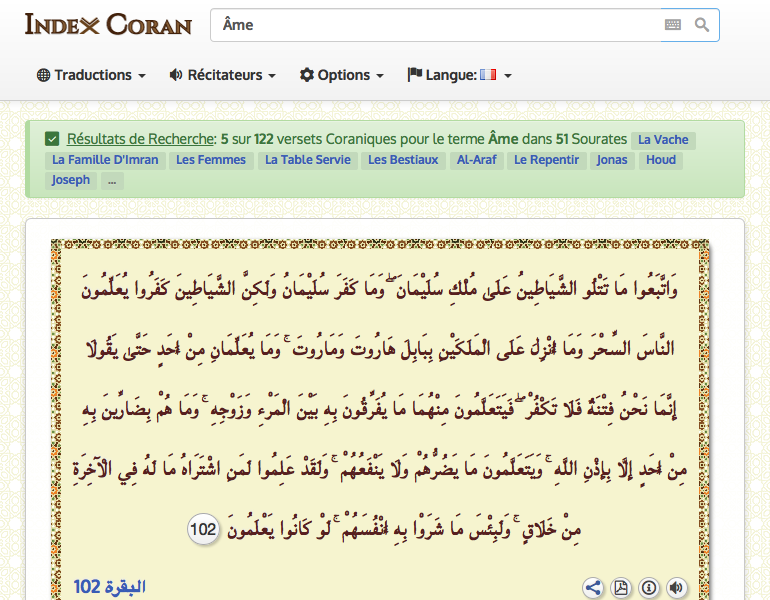 INDEX CORAN
Âme
Traductions Récitateurs Options Langue:
Résultats de Recherche: 5 sur 122 versets Coraniques pour le terme Âme dans 51 Sourates La Vache
La Famille D'Imran Les Femmes La Table Servie Les Bestiaux Al-Araf Le Repentir Jonas Houd
Joseph ...
وَاتَّبَعُوا مَا تَتْلُو الشَّيَاطِينُ عَلَىٰ مُلْكِ سُلَيْمَانَ ۖ وَمَا كَفَرَ سُلَيْمَانُ وَلَٰكِنَّ الشَّيَاطِينَ كَفَرُوا يُعَلِّمُونَ
النَّاسَ السِّحْرَ وَمَا أُنْزِلَ عَلَى الْمَلَكَيْنِ بِبَابِلَ هَارُوتَ وَمَارُوتَ ۚ وَمَا يُعَلِّمَانِ مِنْ أَحَدٍ حَتَّىٰ يَقُولَا
إِنَّمَا نَحْنُ فِتْنَةٌ فَلَا تَكْفُرْ ۖ فَيَتَعَلَّمُونَ مِنْهُمَا مَا يُفَرِّقُونَ بِهِ بَيْنَ الْمَرْءِ وَزَوْجِهِ ۚ وَمَا هُمْ بِضَارِّينَ بِهِ
مِنْ أَحَدٍ إِلَّا بِإِذْنِ اللَّهِ ۚ وَيَتَعَلَّمُونَ مَا يَضُرُّهُمْ وَلَا يَنْفَعُهُمْ ۚ وَلَقَدْ عَلِمُوا لَمَنِ اشْتَرَاهُ مَا لَهُ فِي الْآخِرَةِ
مِنْ خَلَاقٍ ۚ وَلَبِئْسَ مَا شَرَوْا بِهِ أَنْفُسَهُمْ ۚ لَوْ كَانُوا يَعْلَمُونَ 102
البقرة 102